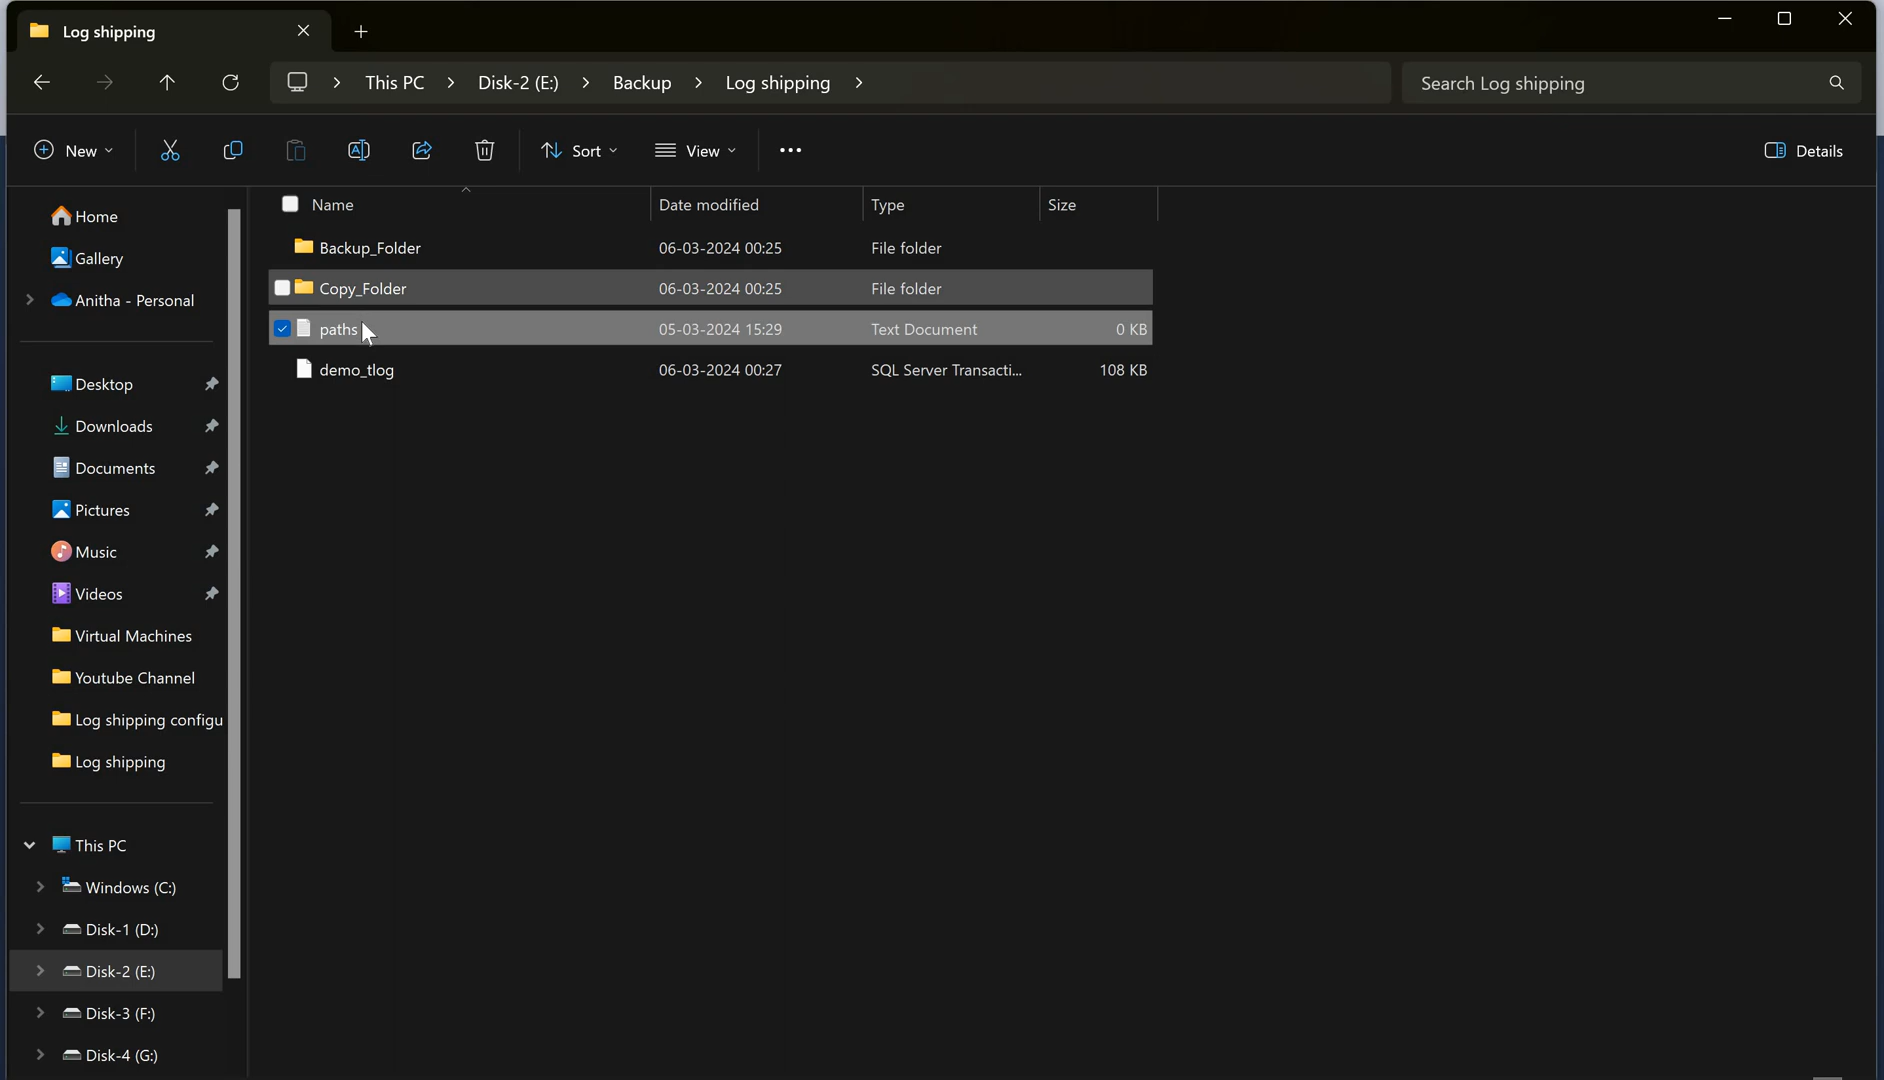 Log shipping
This PC > Disk-2 (E:) > Backup > Log shipping >
Search Log shipping
New
Sort
View
Details
Name Date modified Type Size
Backup_Folder 06-03-2024 00:25 File folder
Copy_Folder 06-03-2024 00:25 File folder
paths 05-03-2024 15:29 Text Document 0 KB
demo_tlog 06-03-2024 00:27 SQL Server Transacti... 108 KB
Home
Gallery
Anitha - Personal
Desktop
Downloads
Documents
Pictures
Music
Videos
Virtual Machines
Youtube Channel
Log shipping configu
Log shipping
This PC
Windows (C:)
Disk-1 (D:)
Disk-2 (E:)
Disk-3 (F:)
Disk-4 (G:)